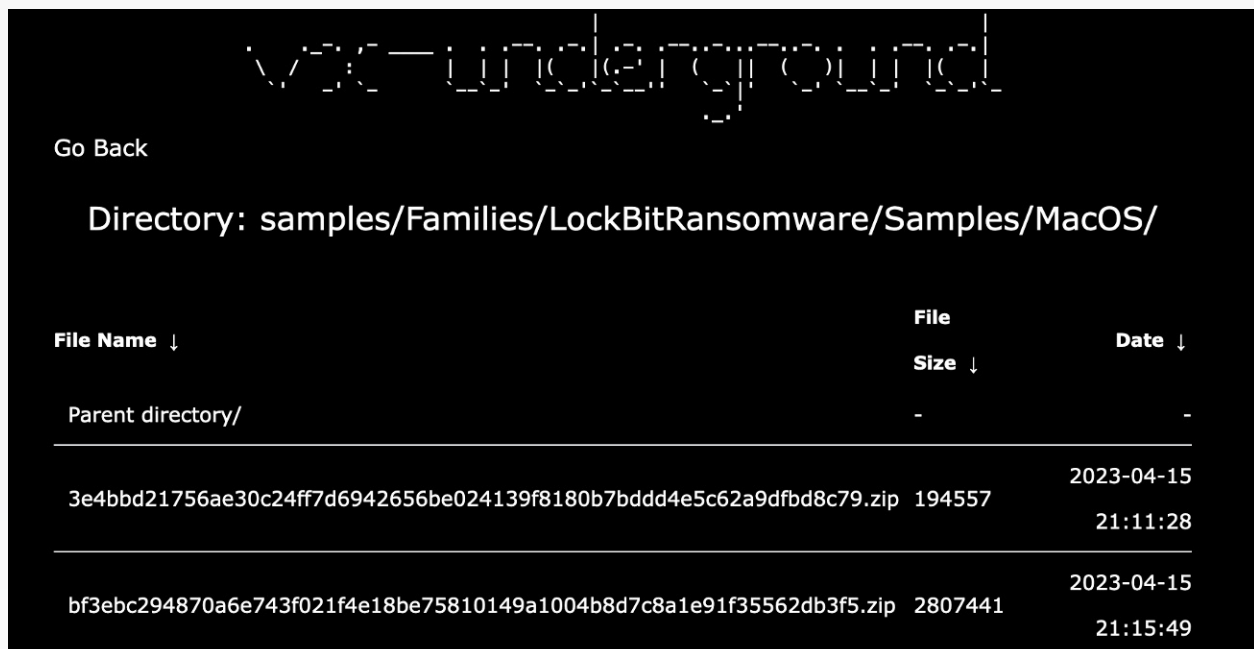 vx-underground
Go Back
Directory: samples/Families/LockBitRansomware/Samples/MacOS/
File Name ↓
File
Size ↓
Date ↓
Parent directory/ - -
3e4bbd21756ae30c24ff7d6942656be024139f8180b7bddd4e5c62a9dfbd8c79.zip 194557 2023-04-15
21:11:28
bf3ebc294870a6e743f021f4e18be75810149a1004b8d7c8a1e91f35562db3f5.zip 2807441 2023-04-15
21:15:49